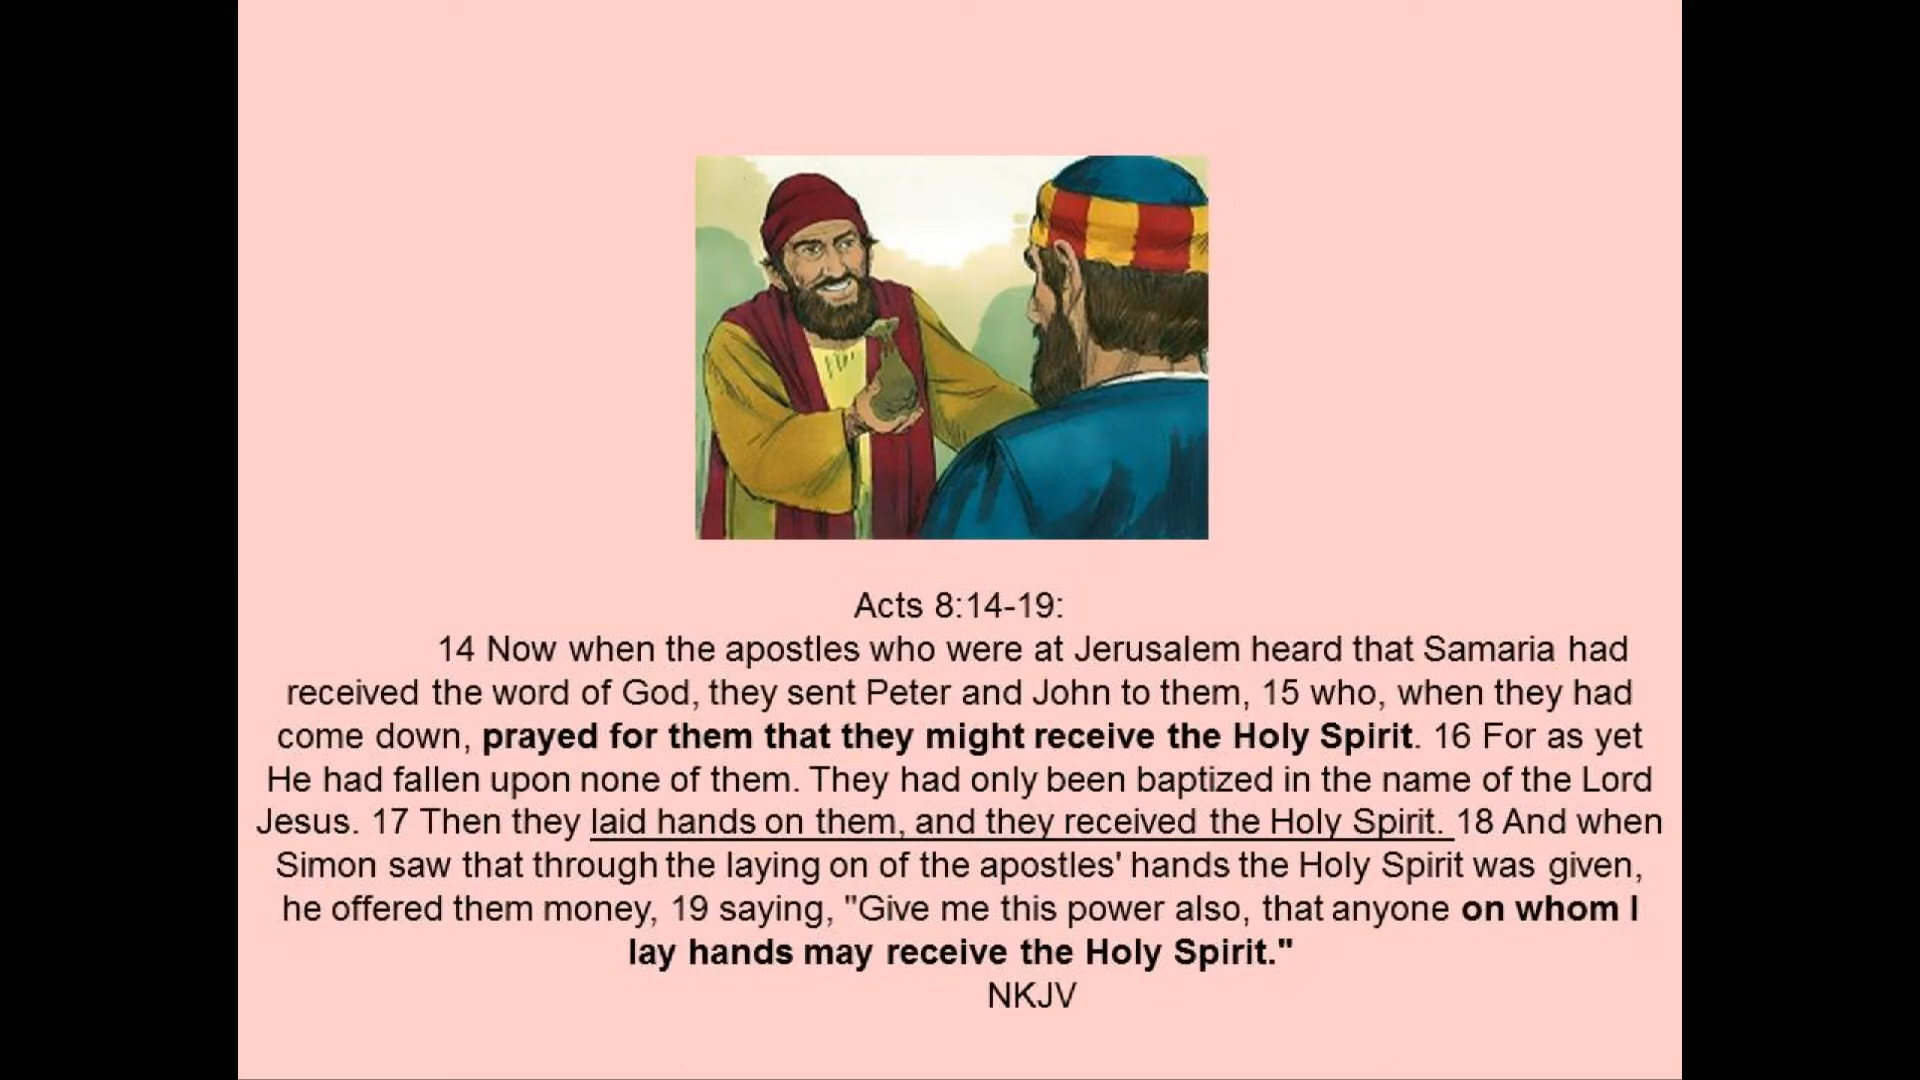 Acts 8:14-19:
14 Now when the apostles who were at Jerusalem heard that Samaria had
received the word of God, they sent Peter and John to them, 15 who, when they had
come down, prayed for them that they might receive the Holy Spirit. 16 For as yet
He had fallen upon none of them. They had only been baptized in the name of the Lord
Jesus. 17 Then they laid hands on them, and they received the Holy Spirit. 18 And when
Simon saw that through the laying on of the apostles' hands the Holy Spirit was given,
he offered them money, 19 saying, "Give me this power also, that anyone on whom I
lay hands may receive the Holy Spirit."
NKJV